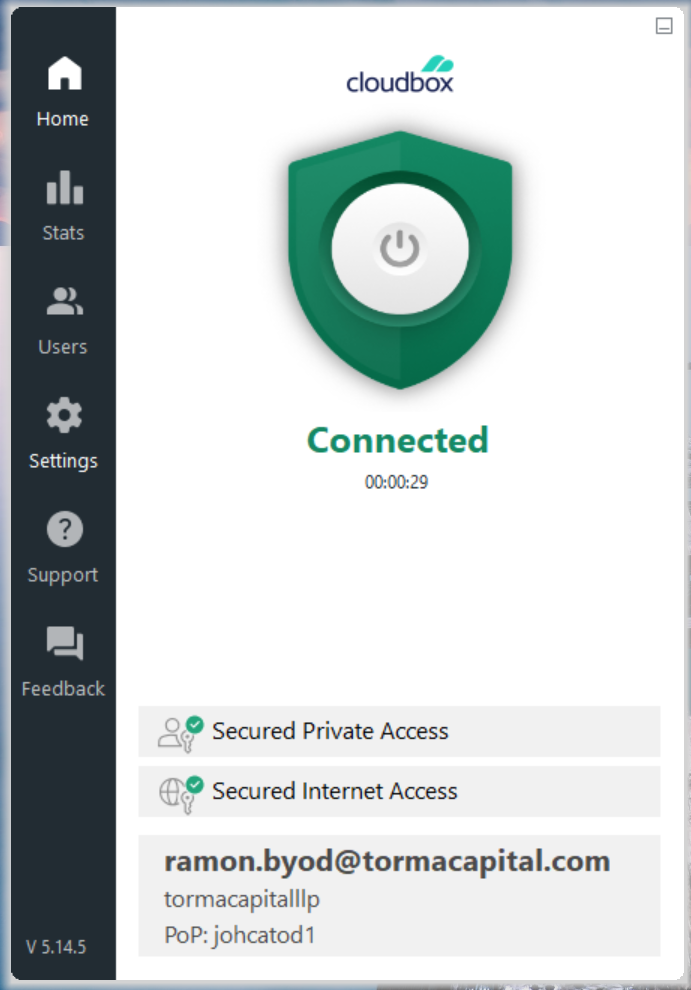 cloudbox
Home
Stats
Users
Settings
Support
Feedback
V 5.14.5
Connected
00:00:29
Secured Private Access
Secured Internet Access
ramon.byod@tormacapital.com
tormacapitalllp
PoP: johcatod1